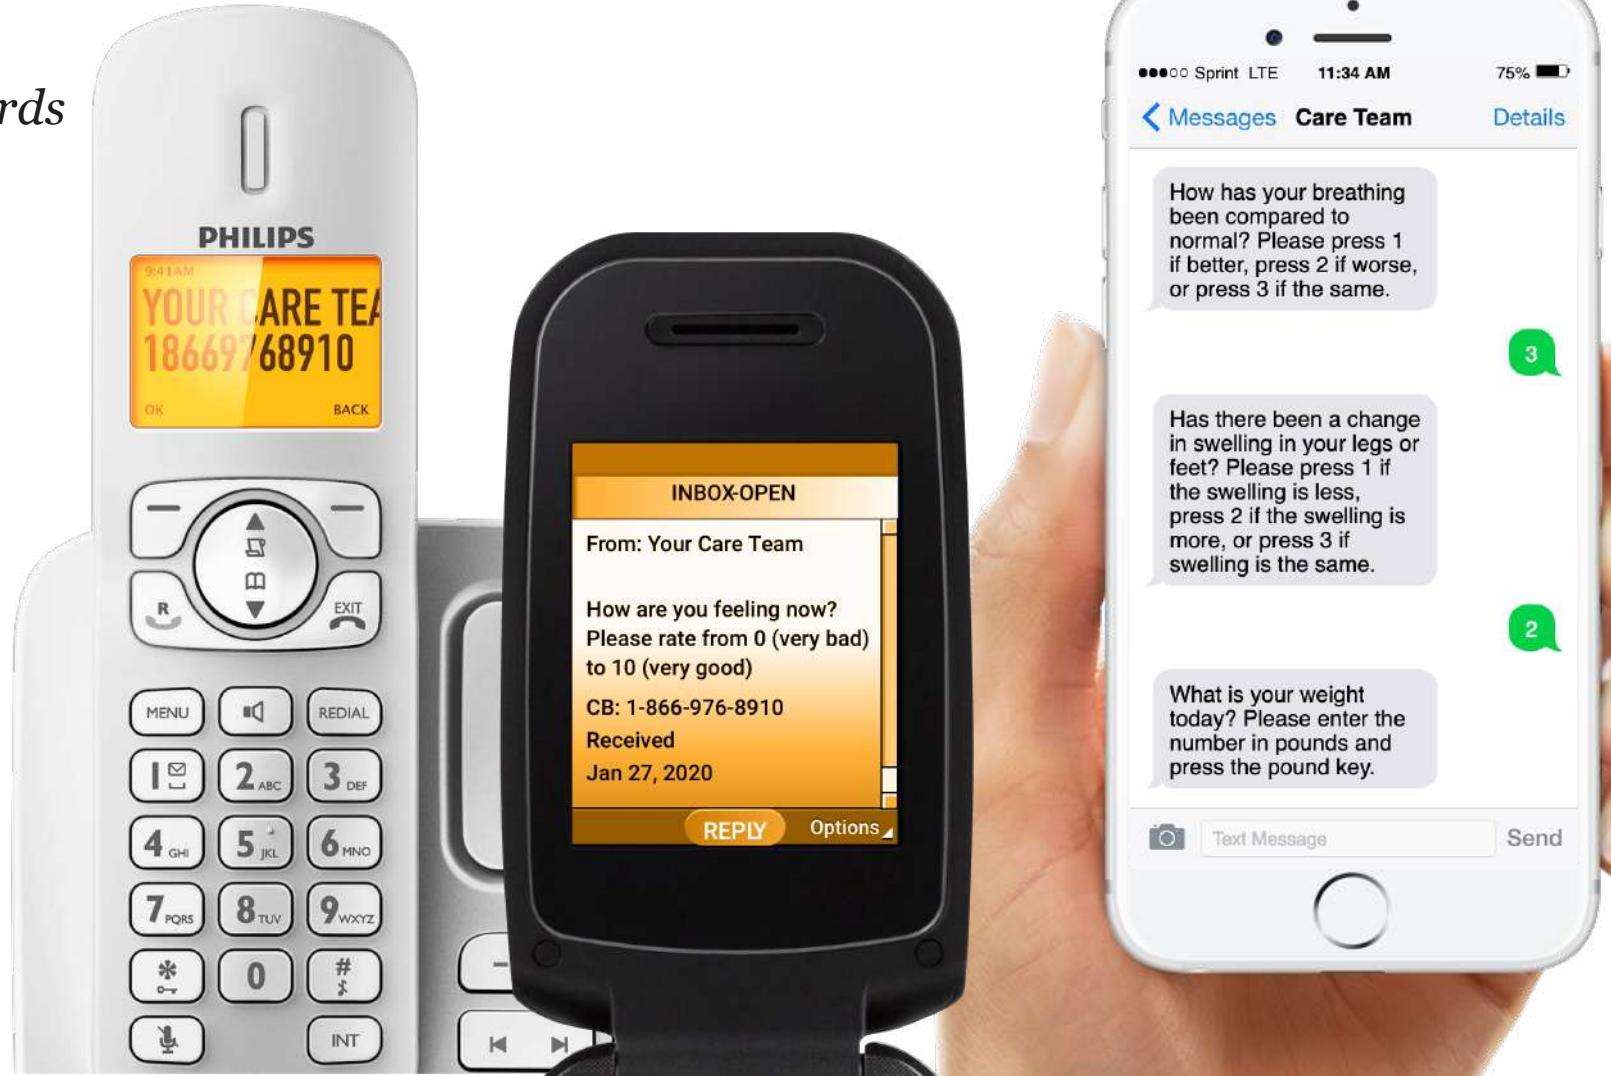 rds
PHILIPS
9:41AM
YOUR CARE TEA
18669768910
OK BACK
R EXIT
MENU REDIAL
1 2 ABC 3 DEF
4 GHI 5 JKL 6 MNO
7 PQRS 8 TUV 9 WXYZ
* 0 #
INT
INBOX-OPEN
From: Your Care Team
How are you feeling now?
Please rate from 0 (very bad)
to 10 (very good)
CB: 1-866-976-8910
Received
Jan 27, 2020
REPLY Options
Sprint LTE 11:34 AM 75%
Messages Care Team Details
How has your breathing
been compared to
normal? Please press 1
if better, press 2 if worse,
or press 3 if the same.
3
Has there been a change
in swelling in your legs or
feet? Please press 1 if
the swelling is less,
press 2 if the swelling is
more, or press 3 if
swelling is the same.
2
What is your weight
today? Please enter the
number in pounds and
press the pound key.
Text Message Send